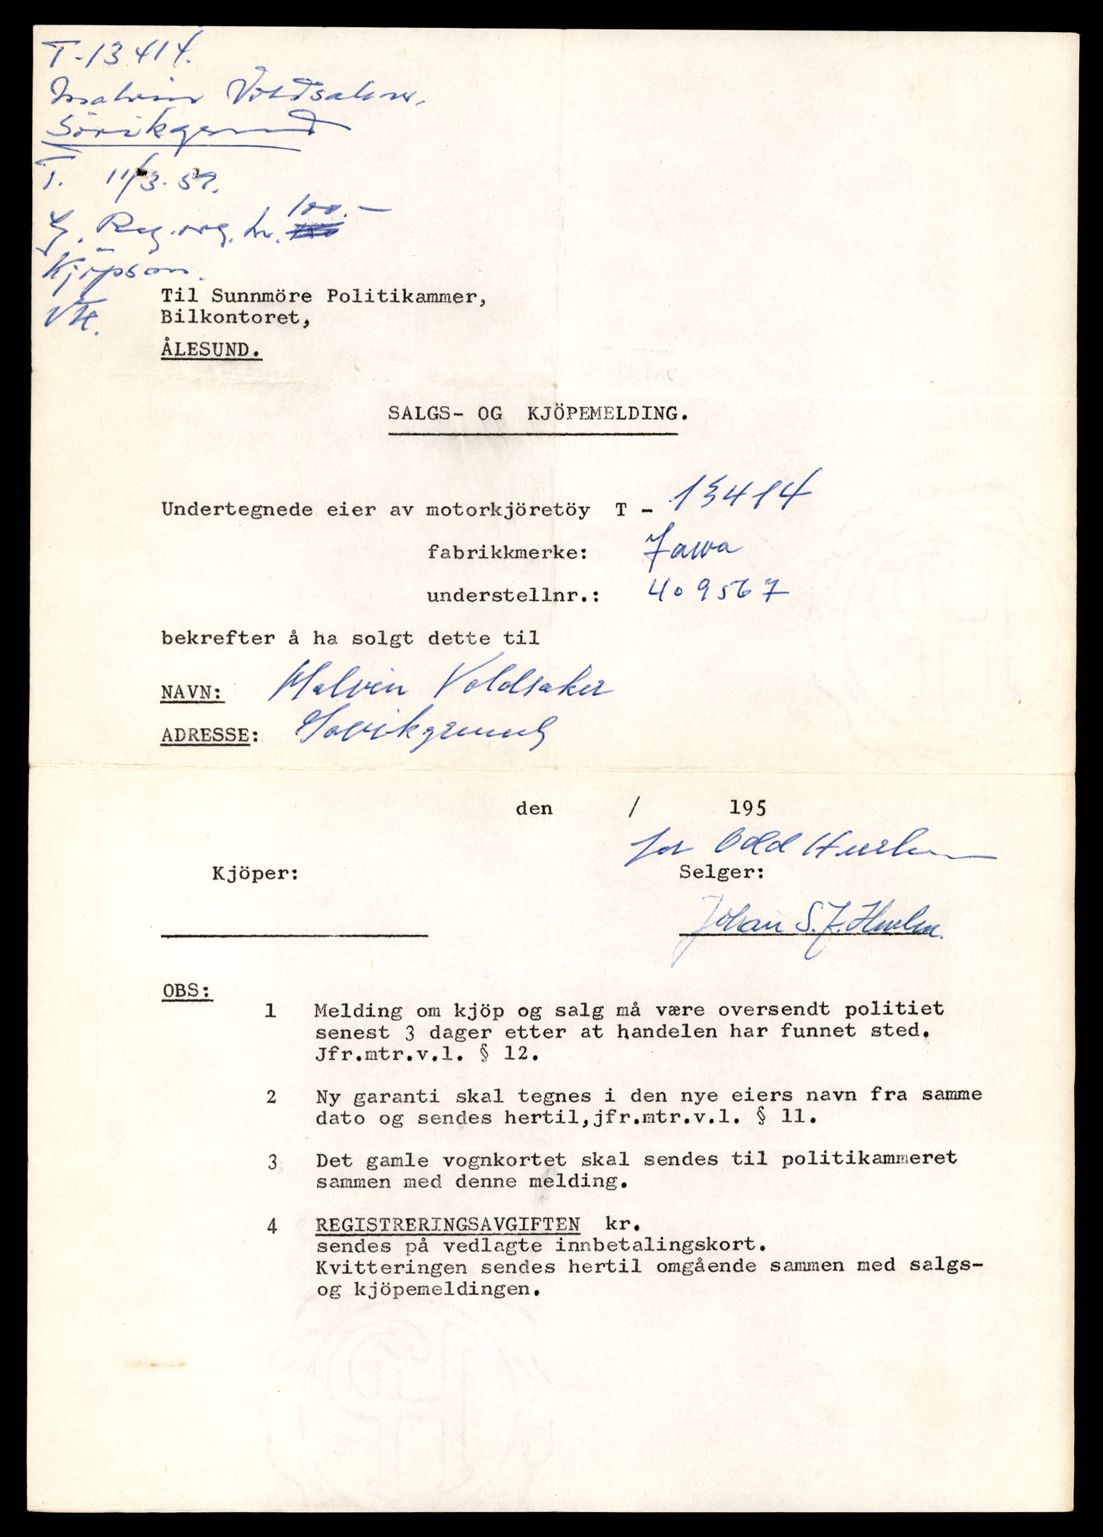 T-13414.
Malvin Voldsaker.
Sövikgrend
T. 11/3-59.
G. Reg.avg. kr. 100.-
Kjöpson.
VH.
Til Sunnmöre Politikammer,
Bilkontoret,
ÅLESUND.
SALGS- OG KJÖPEMELDING.
Undertegnede eier av motorkjöretöy T - 13414
fabrikkmerke: Jawa
understellnr.: 409567
bekrefter å ha solgt dette til
NAVN: Malvin Voldsaker
ADRESSE: Søvikgrend
den / 195
for Odd
Kjöper: Selger:
Johan S. J.
OBS:
1 Melding om kjöp og salg må være oversendt politiet
senest 3 dager etter at handelen har funnet sted.
Jfr.mtr.v.l. § 12.
2 Ny garanti skal tegnes i den nye eiers navn fra samme
dato og sendes hertil,jfr.mtr.v.l. § 11.
3 Det gamle vognkortet skal sendes til politikammeret
sammen med denne melding.
4 REGISTRERINGSAVGIFTEN kr.
sendes på vedlagte innbetalingskort.
Kvitteringen sendes hertil omgående sammen med salgs-
og kjöpemeldingen.